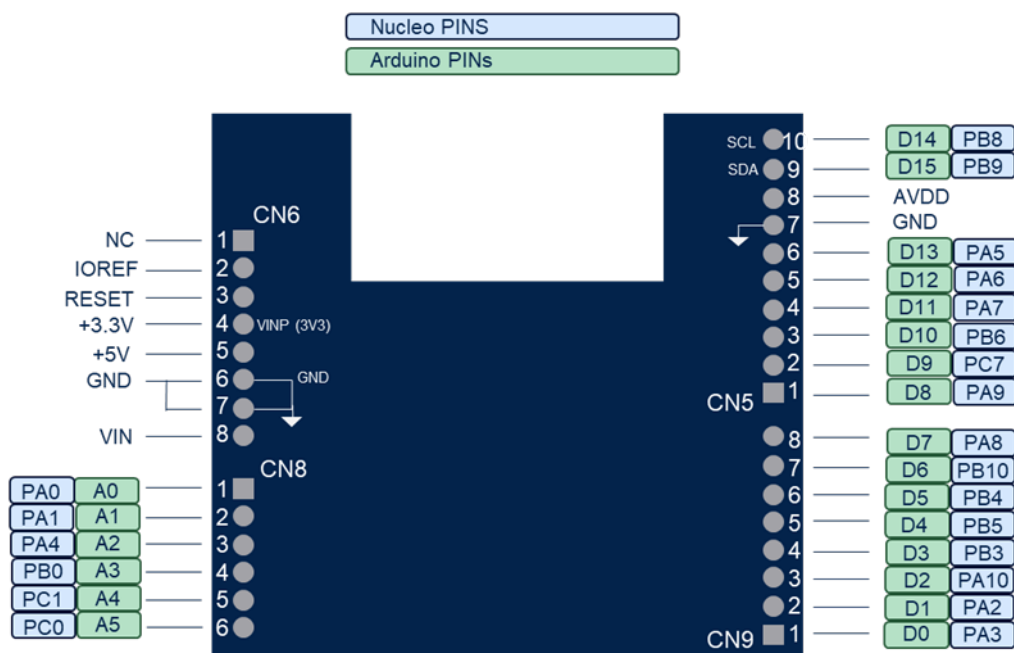 Nucleo PINS
Arduino PINs
SCL 10 D14 PB8
SDA 9 D15 PB9
8 AVDD
7 GND
6 D13 PA5
5 D12 PA6
4 D11 PA7
3 D10 PB6
2 D9 PC7
CN5 1 D8 PA9
CN6
NC 1
IOREF 2
RESET 3
+3.3V 4 VINP (3V3)
+5V 5
GND 6 GND
7
VIN 8
CN8
PA0 A0 1
PA1 A1 2
PA4 A2 3
PB0 A3 4
PC1 A4 5
PC0 A5 6
8 D7 PA8
7 D6 PB10
6 D5 PB4
5 D4 PB5
4 D3 PB3
3 D2 PA10
2 D1 PA2
CN9 1 D0 PA3